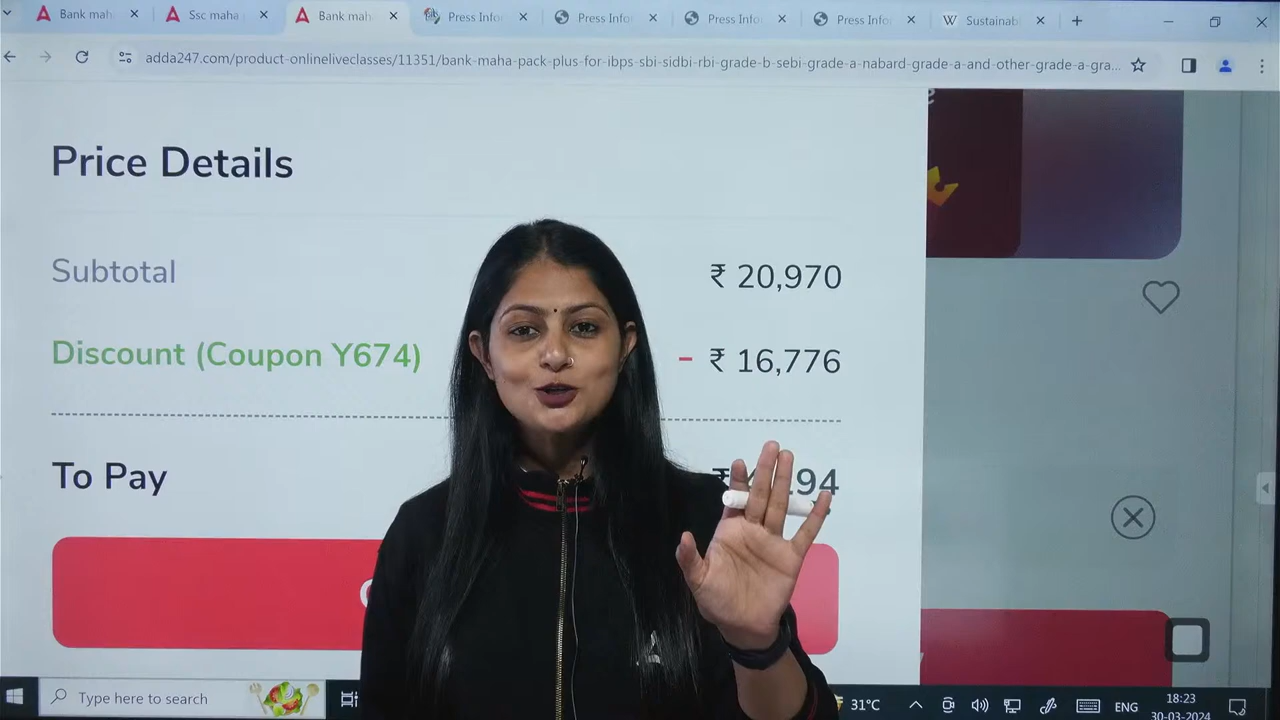 Bank mah
Ssc maha
Bank mah
Press Info
Press Info
Press Info
Press Info
Sustainab
adda247.com/product-onlineliveclasses/11351/bank-maha-pack-plus-for-ibps-sbi-sidbi-rbi-grade-b-sebi-grade-a-nabard-grade-a-and-other-grade-a-gra...
Price Details
Subtotal
₹ 20,970
Discount (Coupon Y674)
- ₹ 16,776
To Pay
Type here to search
31°C
ENG
18:23
30-03-2024